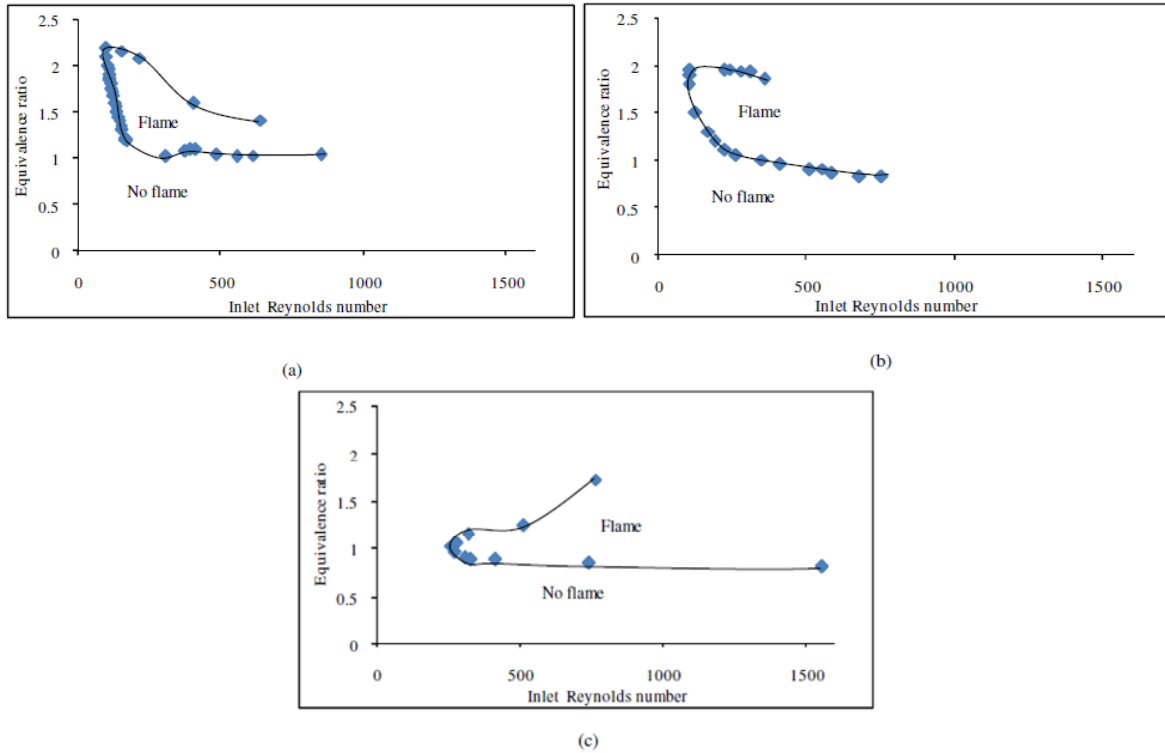 2.5
2
1.5
1
0.5
0
Equivalence ratio
Flame
No flame
0 500 1000 1500
Inlet Reynolds number
(a)
2.5
2
1.5
1
0.5
0
Equivalence ratio
Flame
No flame
0 500 1000 1500
Inlet Reynolds number
(b)
2.5
2
1.5
1
0.5
0
Equivalence ratio
Flame
No flame
0 500 1000 1500
Inlet Reynolds number
(c)